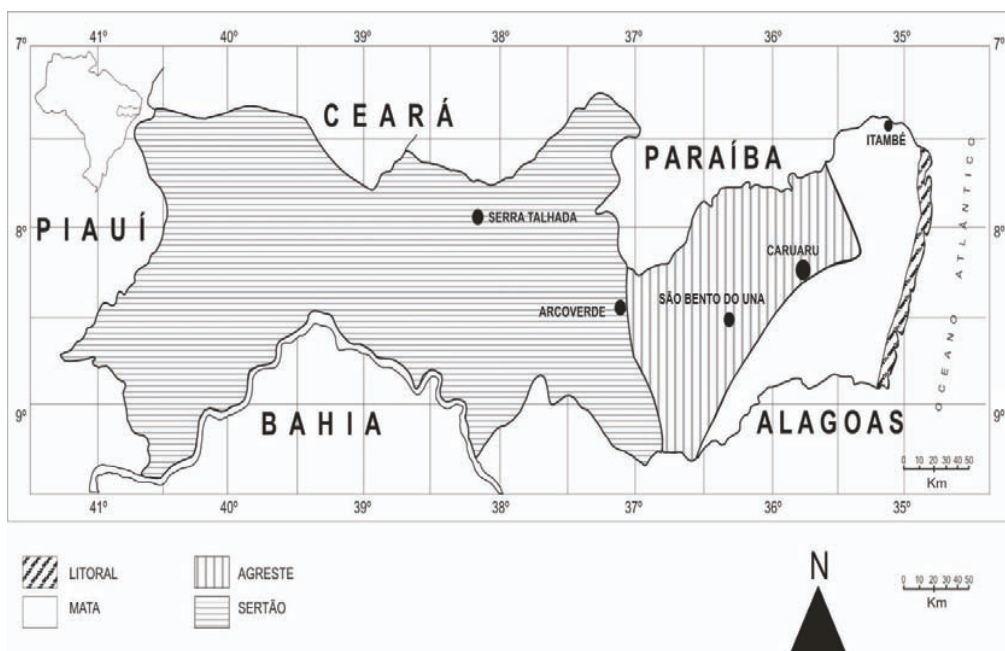 41º 40º 39º 38º 37º 36º 35º
7º 7º
CEARÁ
PARAÍBA
ITAMBÉ
PIAUÍ
SERRA TALHADA
8º 8º
CARUARU
ARCOVERDE
SÃO BENTO DO UNA
OCEANO ATLÂNTICO
BAHIA
ALAGOAS
9º 9º
0 10 20 30 40 50
Km
41º 40º 39º 38º 37º 36º 35º
LITORAL
AGRESTE
MATA
SERTÃO
N
0 10 20 30 40 50
Km